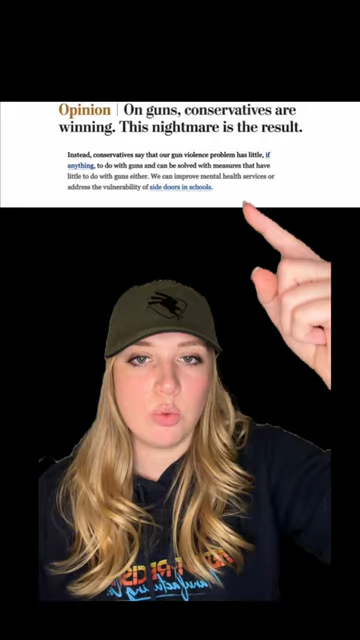 Opinion | On guns, conservatives are
winning. This nightmare is the result.
Instead, conservatives say that our gun violence problem has little, if
anything, to do with guns and can be solved with measures that have
little to do with guns either. We can improve mental health services or
address the vulnerability of side doors in schools.